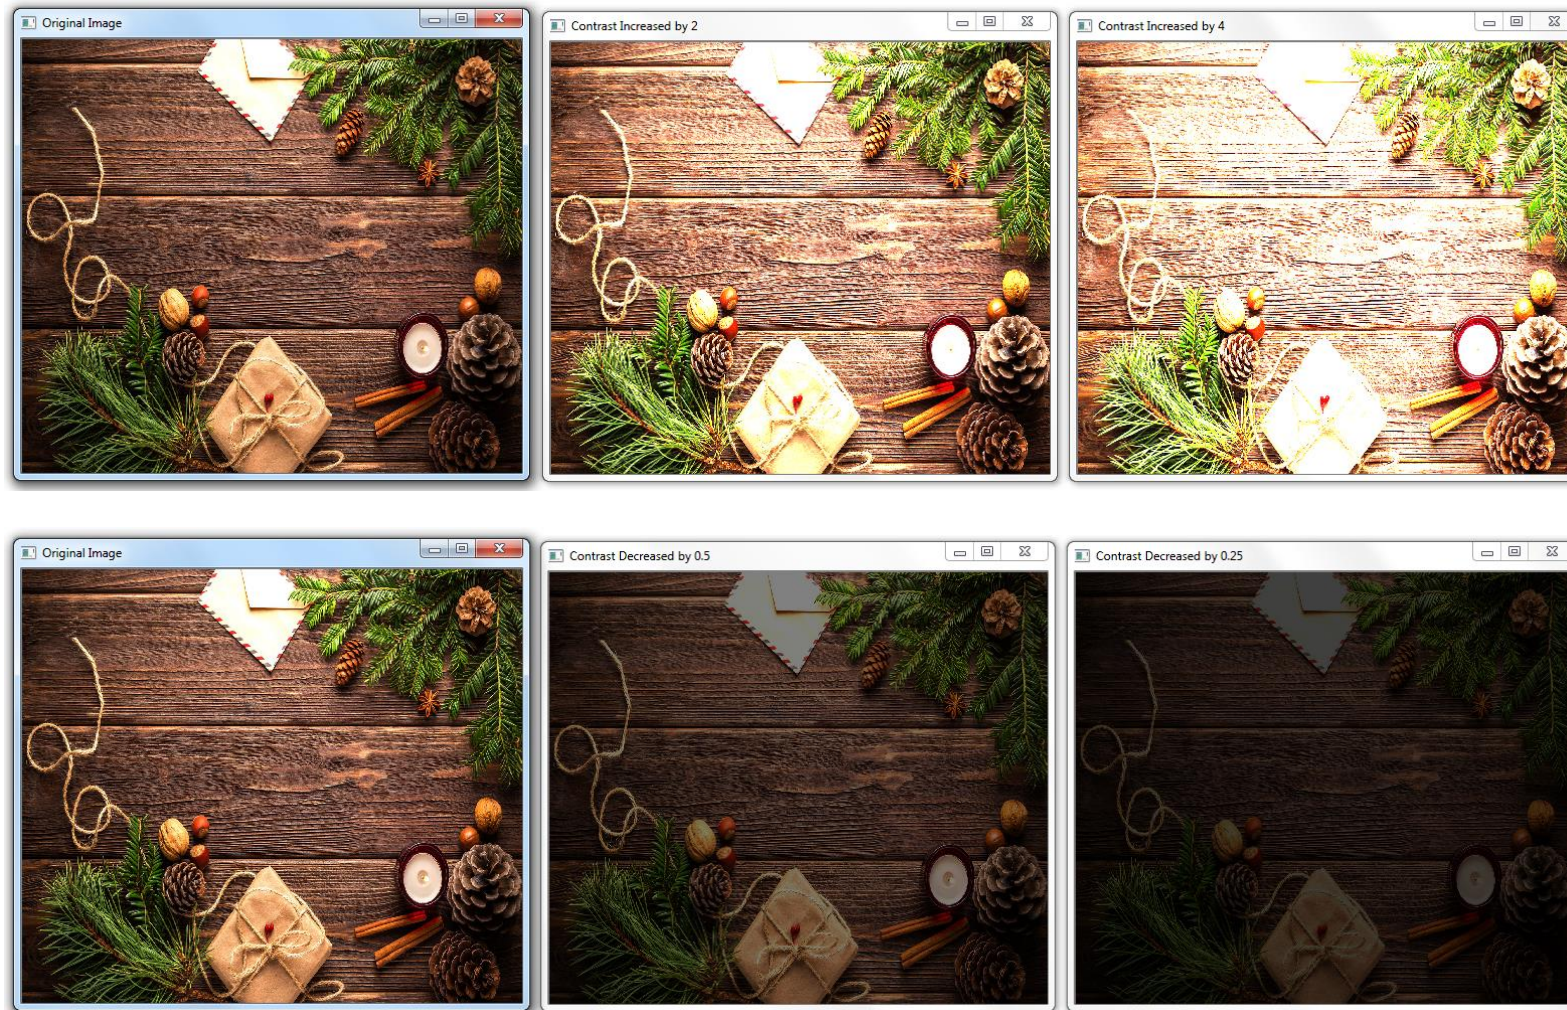 Original Image
Contrast Increased by 2
Contrast Increased by 4
Original Image
Contrast Decreased by 0.5
Contrast Decreased by 0.25